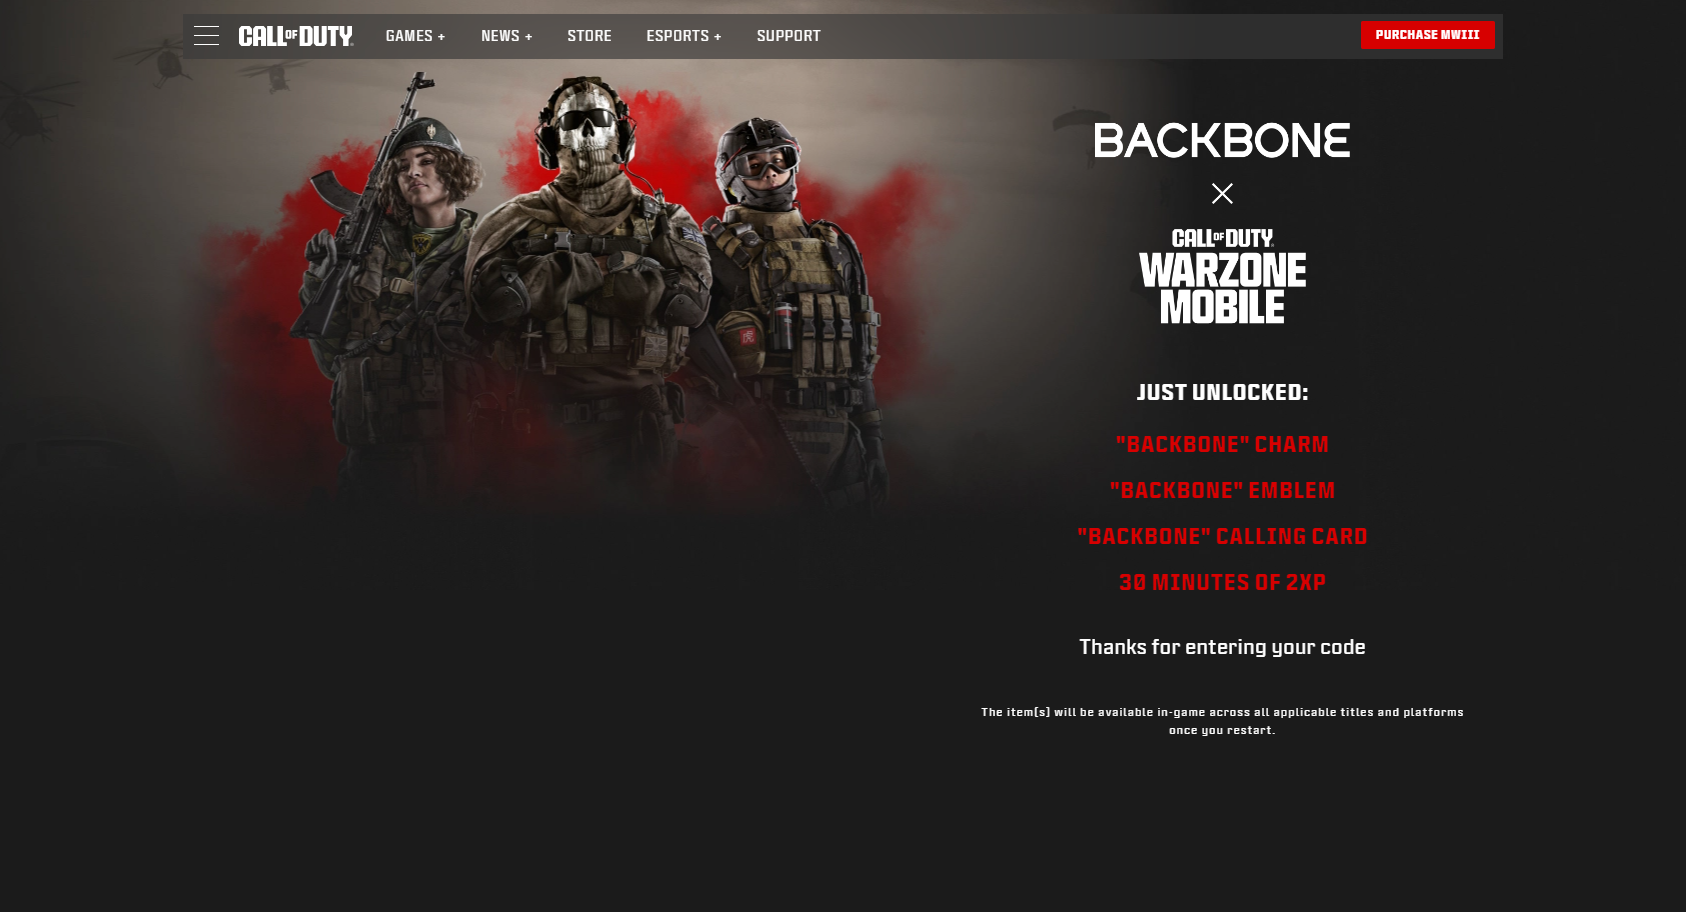 CALL OF DUTY
GAMES +
NEWS +
STORE
ESPORTS +
SUPPORT
PURCHASE MWIII
BACKBONE
CALL OF DUTY
WARZONE
MOBILE
JUST UNLOCKED:
"BACKBONE" CHARM
"BACKBONE" EMBLEM
"BACKBONE" CALLING CARD
30 MINUTES OF 2XP
Thanks for entering your code
The item[s] will be available in-game across all applicable titles and platforms
once you restart.